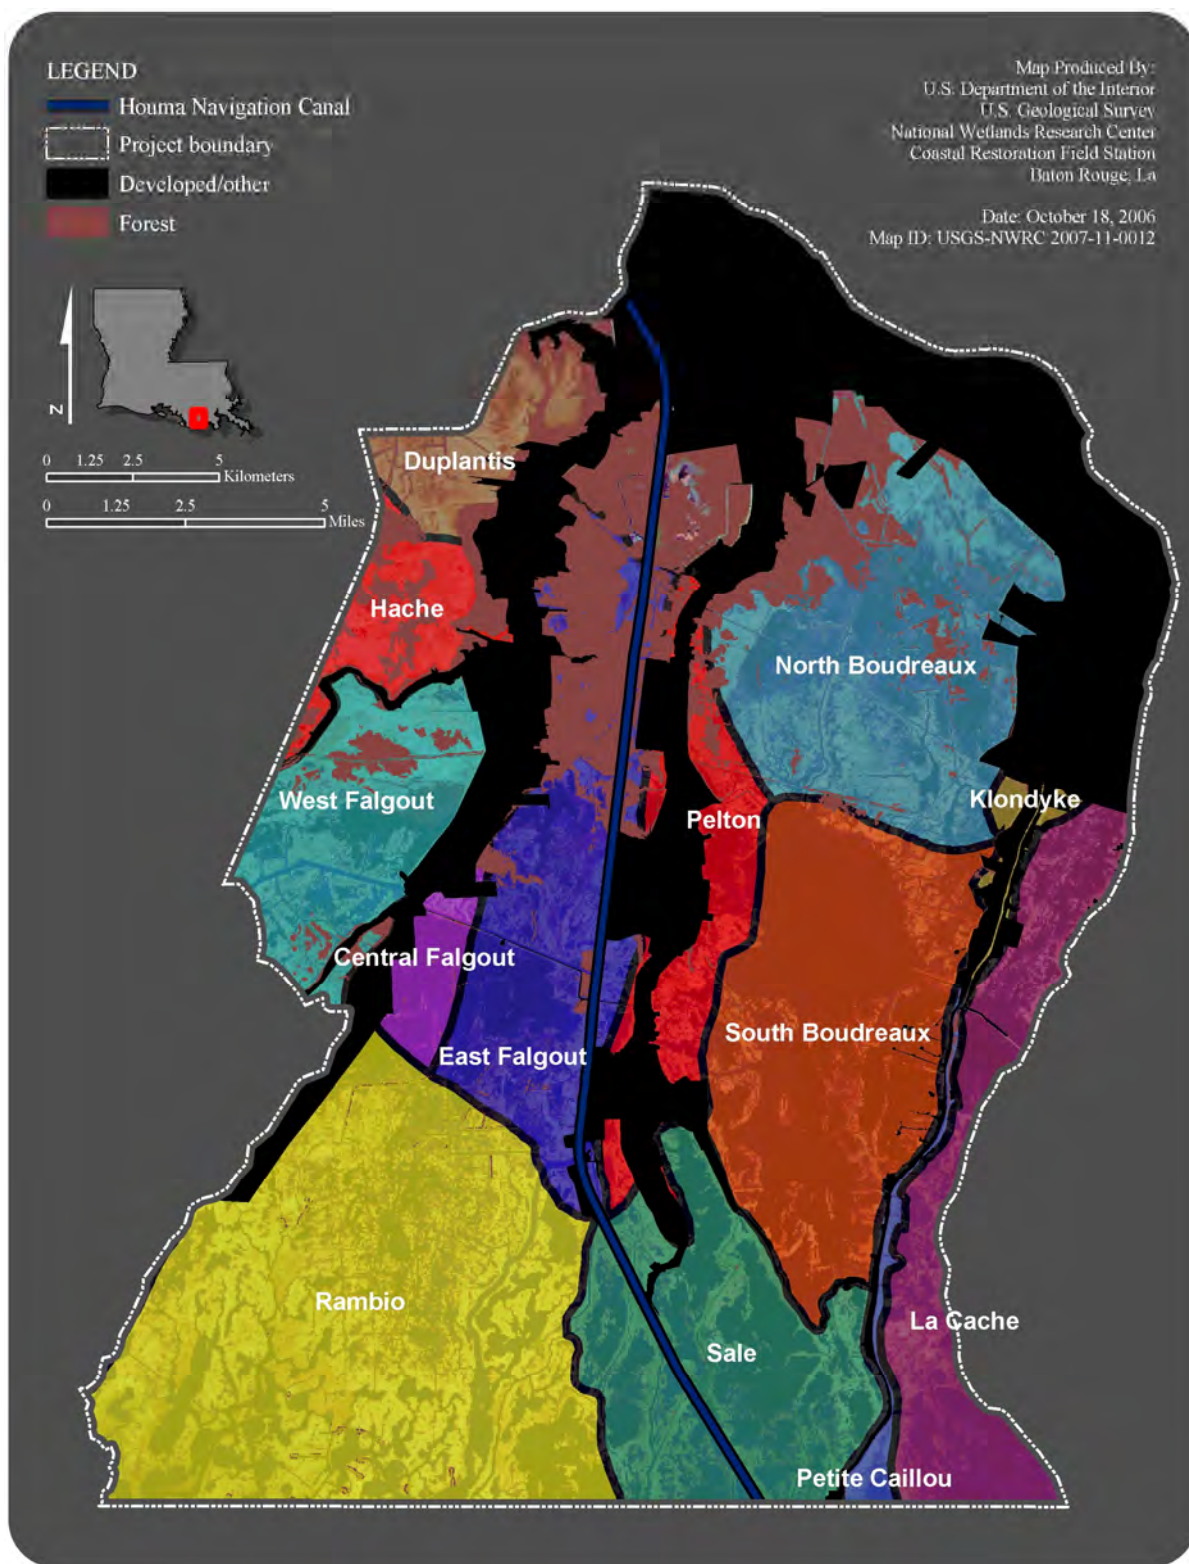 LEGEND
Houma Navigation Canal
Project boundary
Developed/other
Forest
Map Produced By:
U.S. Department of the Interior
U.S. Geological Survey
National Wetlands Research Center
Coastal Restoration Field Station
Baton Rouge, La
Date: October 18, 2006
Map ID: USGS-NWRC 2007-11-0012
N
0 1.25 2.5 5
Kilometers
0 1.25 2.5 5
Miles
Duplantis
Hache
North Boudreaux
West Falgout
Klondyke
Pelton
Central Falgout
South Boudreaux
East Falgout
Rambio
La Cache
Sale
Petite Caillou